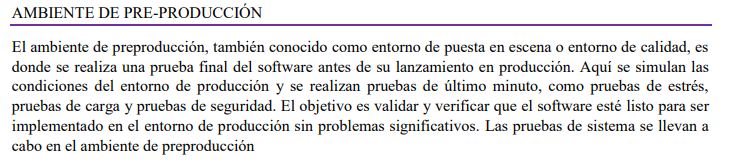 AMBIENTE DE PRE-PRODUCCIÓN
El ambiente de preproducción, también conocido como entorno de puesta en escena o entorno de calidad, es
donde se realiza una prueba final del software antes de su lanzamiento en producción. Aquí se simulan las
condiciones del entorno de producción y se realizan pruebas de último minuto, como pruebas de estrés,
pruebas de carga y pruebas de seguridad. El objetivo es validar y verificar que el software esté listo para ser
implementado en el entorno de producción sin problemas significativos. Las pruebas de sistema se llevan a
cabo en el ambiente de preproducción